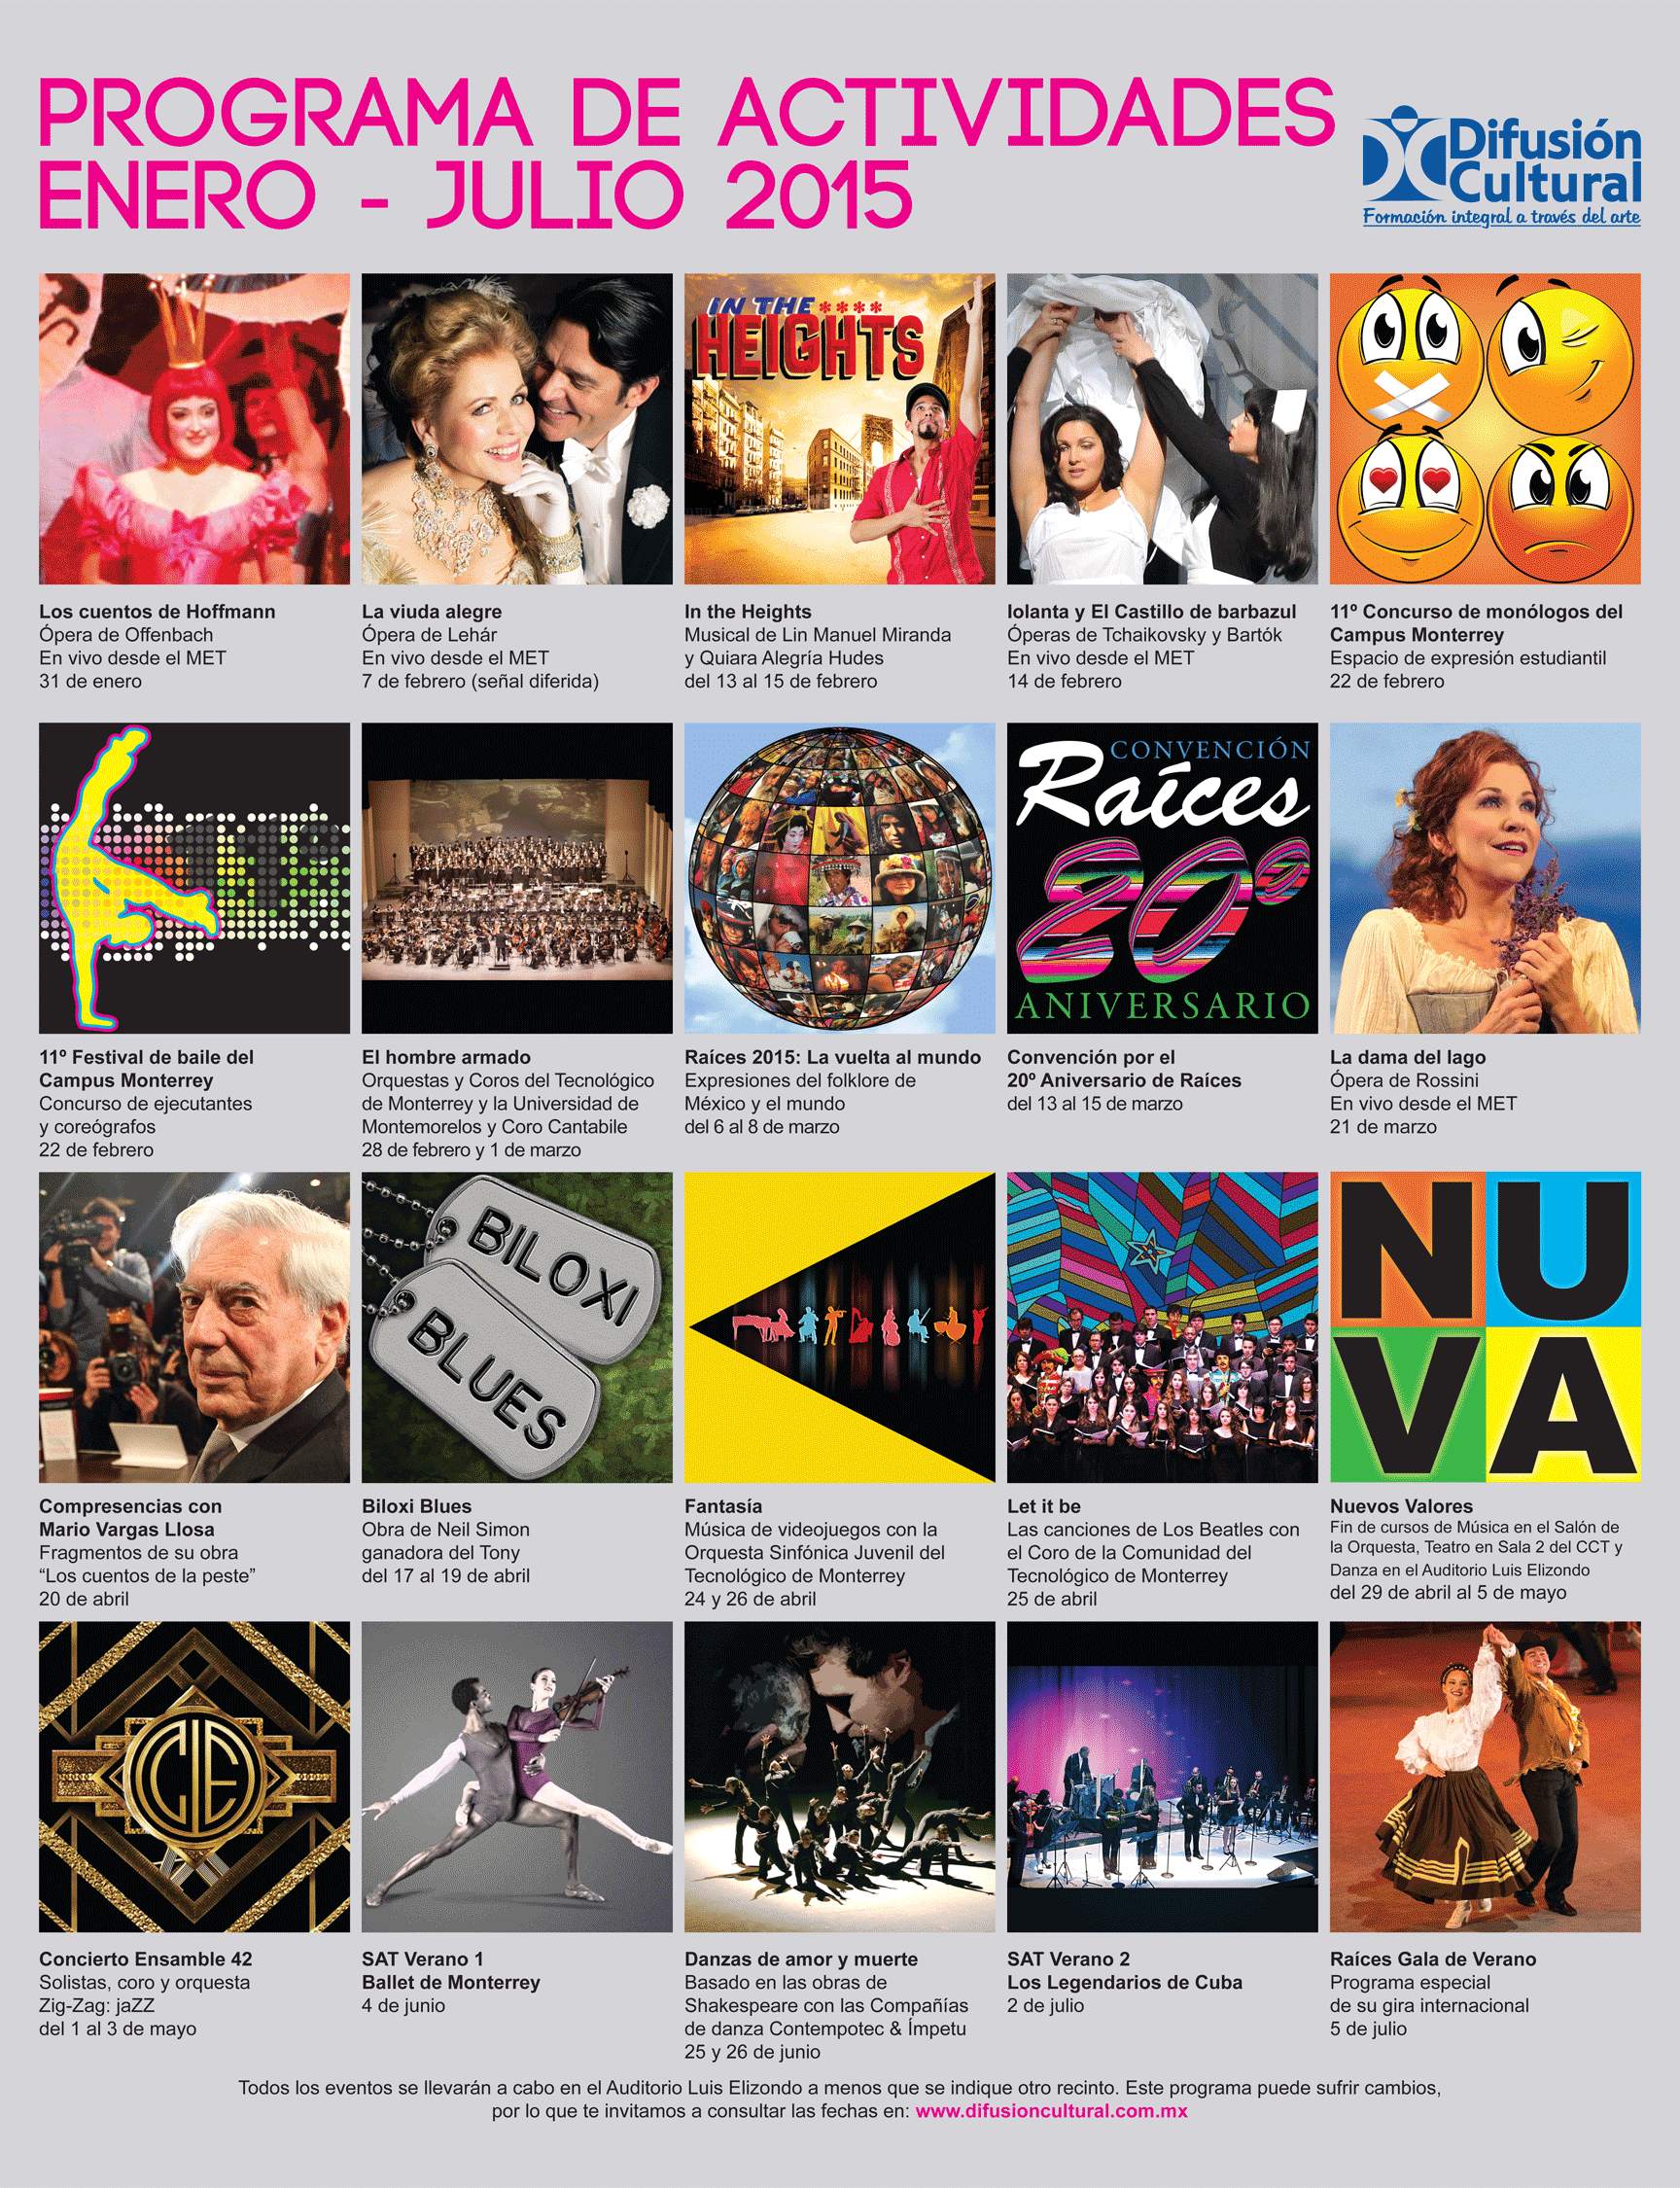 PROGRAMA DE ACTIVIDADES
ENERO - JULIO 2015
Difusión
Cultural
Formación integral a través del arte
IN THE ****
HEIGHTS
Los cuentos de Hoffmann
Ópera de Offenbach
En vivo desde el MET
31 de enero
La viuda alegre
Ópera de Lehár
En vivo desde el MET
7 de febrero (señal diferida)
In the Heights
Musical de Lin Manuel Miranda
y Quiara Alegría Hudes
del 13 al 15 de febrero
Iolanta y El Castillo de barbazul
Óperas de Tchaikovsky y Bartók
En vivo desde el MET
14 de febrero
11º Concurso de monólogos del
Campus Monterrey
Espacio de expresión estudiantil
22 de febrero
CONVENCIÓN
Raíces
20º
ANIVERSARIO
11º Festival de baile del
Campus Monterrey
Concurso de ejecutantes
y coreógrafos
22 de febrero
El hombre armado
Orquestas y Coros del Tecnológico
de Monterrey y la Universidad de
Montemorelos y Coro Cantabile
28 de febrero y 1 de marzo
Raíces 2015: La vuelta al mundo
Expresiones del folklore de
México y el mundo
del 6 al 8 de marzo
Convención por el
20º Aniversario de Raíces
del 13 al 15 de marzo
La dama del lago
Ópera de Rossini
En vivo desde el MET
21 de marzo
BILOXI
BLUES
NU
VA
Compresencias con
Mario Vargas Llosa
Fragmentos de su obra
“Los cuentos de la peste”
20 de abril
Biloxi Blues
Obra de Neil Simon
ganadora del Tony
del 17 al 19 de abril
Fantasía
Música de videojuegos con la
Orquesta Sinfónica Juvenil del
Tecnológico de Monterrey
24 y 26 de abril
Let it be
Las canciones de Los Beatles con
el Coro de la Comunidad del
Tecnológico de Monterrey
25 de abril
Nuevos Valores
Fin de cursos de Música en el Salón de
la Orquesta, Teatro en Sala 2 del CCT y
Danza en el Auditorio Luis Elizondo
del 29 de abril al 5 de mayo
Concierto Ensamble 42
Solistas, coro y orquesta
Zig-Zag: jaZZ
del 1 al 3 de mayo
SAT Verano 1
Ballet de Monterrey
4 de junio
Danzas de amor y muerte
Basado en las obras de
Shakespeare con las Compañías
de danza Contempotec & Ímpetu
25 y 26 de junio
SAT Verano 2
Los Legendarios de Cuba
2 de julio
Raíces Gala de Verano
Programa especial
de su gira internacional
5 de julio
Todos los eventos se llevarán a cabo en el Auditorio Luis Elizondo a menos que se indique otro recinto. Este programa puede sufrir cambios,
por lo que te invitamos a consultar las fechas en: www.difusioncultural.com.mx